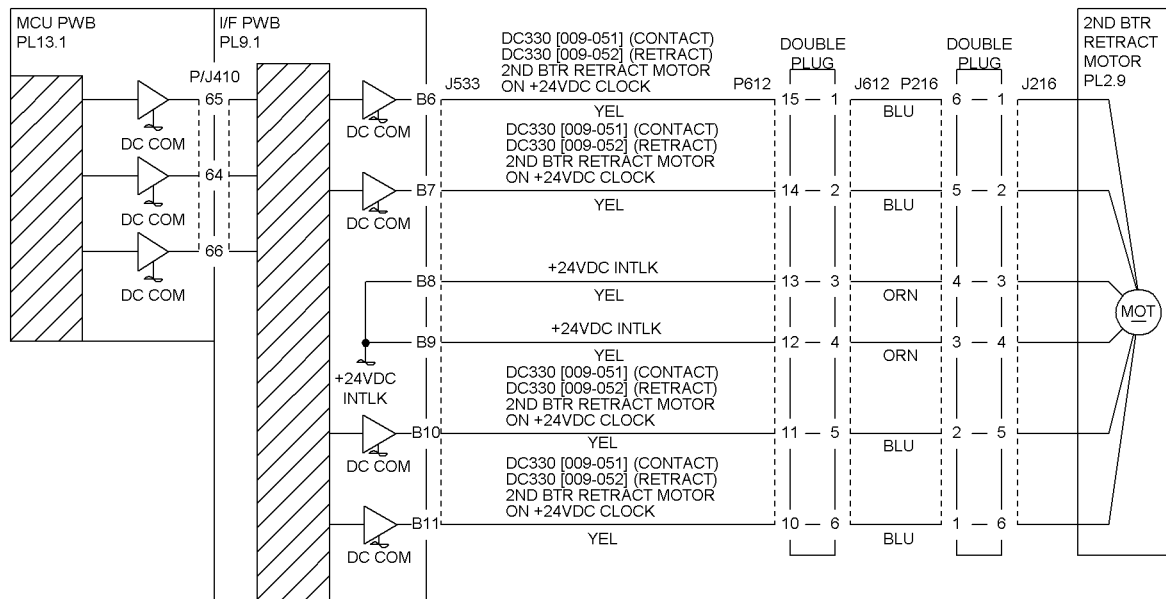 MCU PWB
PL13.1
I/F PWB
PL9.1
P/J410
65
DC COM
64
DC COM
66
DC COM
B6
DC COM
B7
DC COM
B8
B9
+24VDC
INTLK
B10
DC COM
B11
DC COM
J533
DC330 [009-051] (CONTACT)
DC330 [009-052] (RETRACT)
2ND BTR RETRACT MOTOR
ON +24VDC CLOCK
YEL
DC330 [009-051] (CONTACT)
DC330 [009-052] (RETRACT)
2ND BTR RETRACT MOTOR
ON +24VDC CLOCK
YEL
+24VDC INTLK
YEL
+24VDC INTLK
YEL
DC330 [009-051] (CONTACT)
DC330 [009-052] (RETRACT)
2ND BTR RETRACT MOTOR
ON +24VDC CLOCK
YEL
DC330 [009-051] (CONTACT)
DC330 [009-052] (RETRACT)
2ND BTR RETRACT MOTOR
ON +24VDC CLOCK
YEL
P612
DOUBLE
PLUG
J612
15 1
14 2
13 3
12 4
11 5
10 6
BLU
BLU
ORN
ORN
BLU
BLU
P216
DOUBLE
PLUG
J216
6 1
5 2
4 3
3 4
2 5
1 6
2ND BTR
RETRACT
MOTOR
PL2.9
MOT